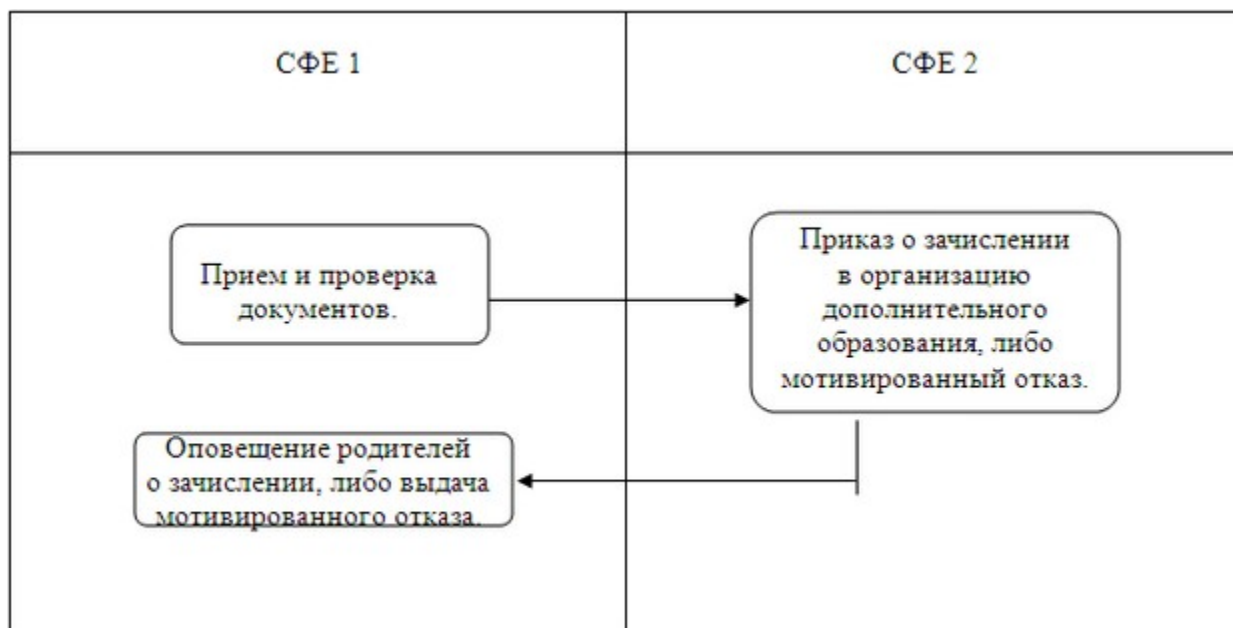 СФЕ 1
СФЕ 2
Прием и проверка
документов.
Приказ о зачислении
в организацию
дополнительного
образования, либо
мотивированный отказ.
Оповещение родителей
о зачислении, либо выдача
мотивированного отказа.